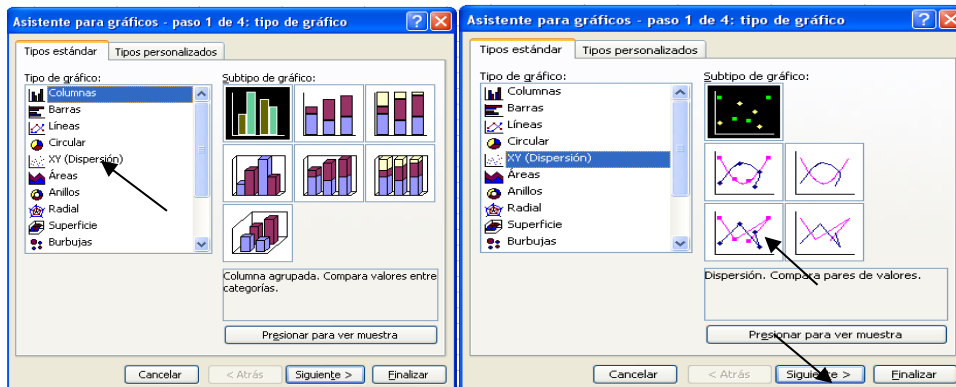 Asistente para gráficos - paso 1 de 4: tipo de gráfico
Tipos estándar Tipos personalizados
Tipo de gráfico:
Columnas
Barras
Líneas
Circular
XY (Dispersión)
Áreas
Anillos
Radial
Superficie
Burbujas
Subtipo de gráfico:
Columna agrupada. Compara valores entre
categorías.
Presionar para ver muestra
Cancelar < Atrás Siguiente > Finalizar
Asistente para gráficos - paso 1 de 4: tipo de gráfico
Tipos estándar Tipos personalizados
Tipo de gráfico:
Columnas
Barras
Líneas
Circular
XY (Dispersión)
Áreas
Anillos
Radial
Superficie
Burbujas
Subtipo de gráfico:
Dispersión. Compara pares de valores.
Presionar para ver muestra
Cancelar < Atrás Siguiente > Finalizar